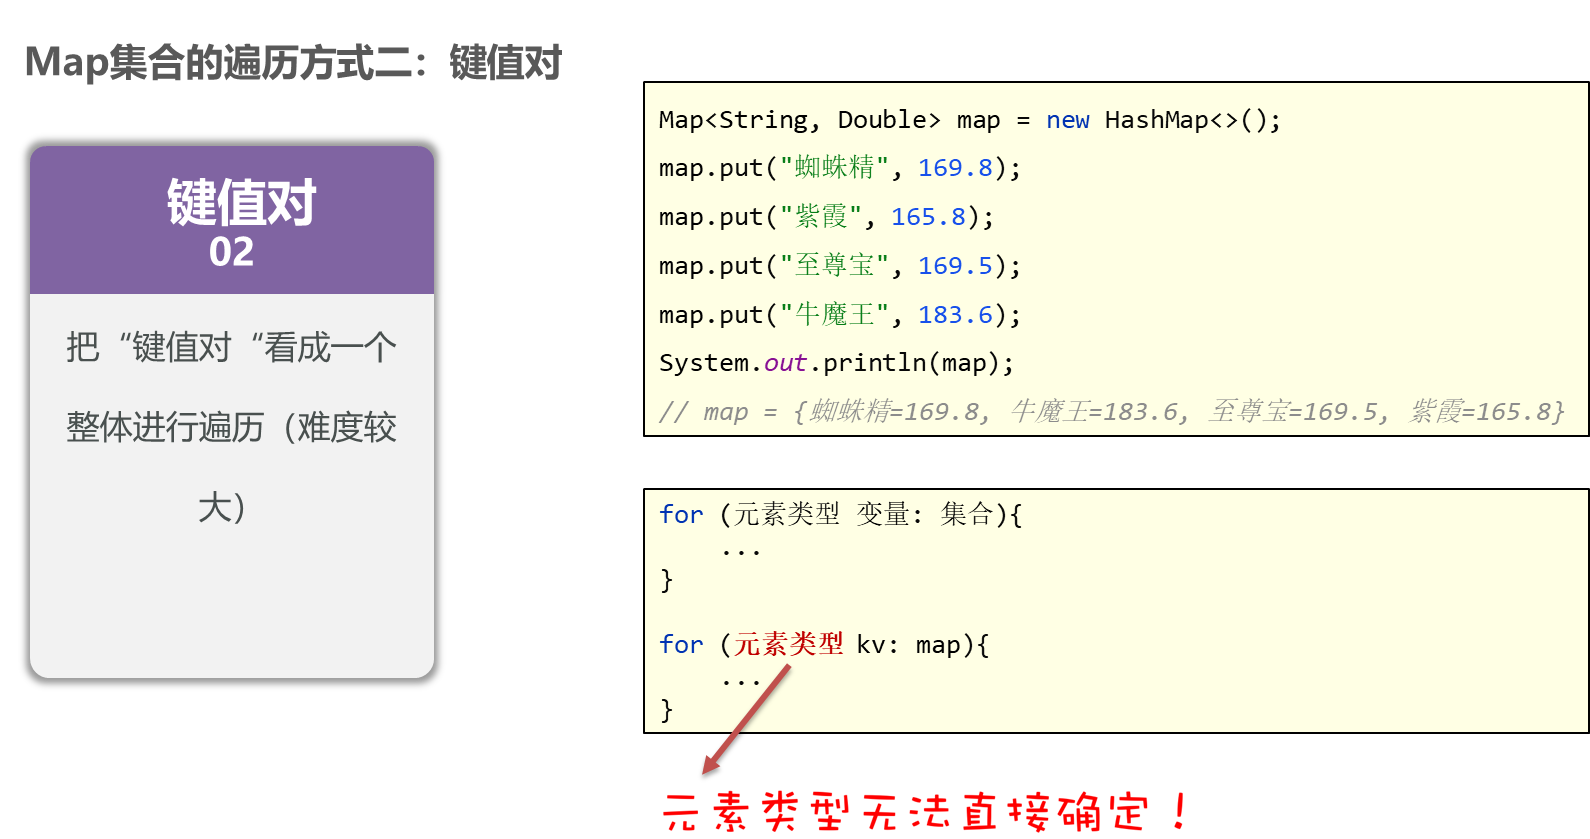 Map集合的遍历方式二：键值对
键值对
02
把“键值对“看成一个
整体进行遍历（难度较
大）
Map<String, Double> map = new HashMap<>();
map.put("蜘蛛精", 169.8);
map.put("紫霞", 165.8);
map.put("至尊宝", 169.5);
map.put("牛魔王", 183.6);
System.out.println(map);
// map = {蜘蛛精=169.8, 牛魔王=183.6, 至尊宝=169.5, 紫霞=165.8}
for (元素类型 变量: 集合){
...
}
for (元素类型 kv: map){
...
}
元素类型无法直接确定！